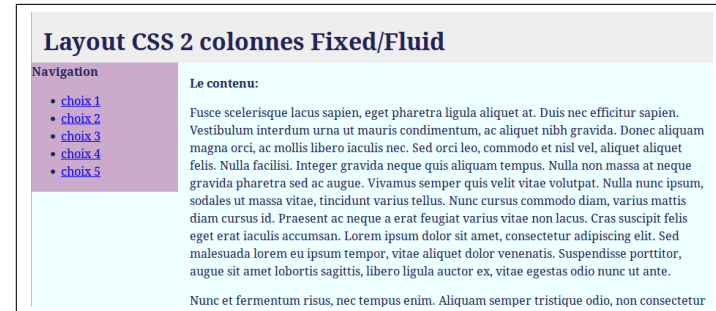 Layout CSS 2 colonnes Fixed/Fluid
Navigation
choix 1
choix 2
choix 3
choix 4
choix 5
Le contenu:
Fusce scelerisque lacus sapien, eget pharetra ligula aliquet at. Duis nec efficitur sapien.
Vestibulum interdum urna ut mauris condimentum, ac aliquet nibh gravida. Donec aliquam
magna orci, ac mollis libero iaculis nec. Sed orci leo, commodo et nisl vel, aliquet aliquet
felis. Nulla facilisi. Integer gravida neque quis aliquam tempus. Nulla non massa at neque
gravida pharetra sed ac augue. Vivamus semper quis velit vitae volutpat. Nulla nunc ipsum,
sodales ut massa vitae, tincidunt varius tellus. Nunc cursus commodo diam, varius mattis
diam cursus id. Praesent ac neque a erat feugiat varius vitae non lacus. Cras suscipit felis
eget erat iaculis accumsan. Lorem ipsum dolor sit amet, consectetur adipiscing elit. Sed
malesuada lorem eu ipsum tempor, vitae aliquet dolor venenatis. Suspendisse porttitor,
augue sit amet lobortis sagittis, libero ligula auctor ex, vitae egestas odio nunc ut ante.
Nunc et fermentum risus, nec tempus enim. Aliquam semper tristique odio, non consectetur